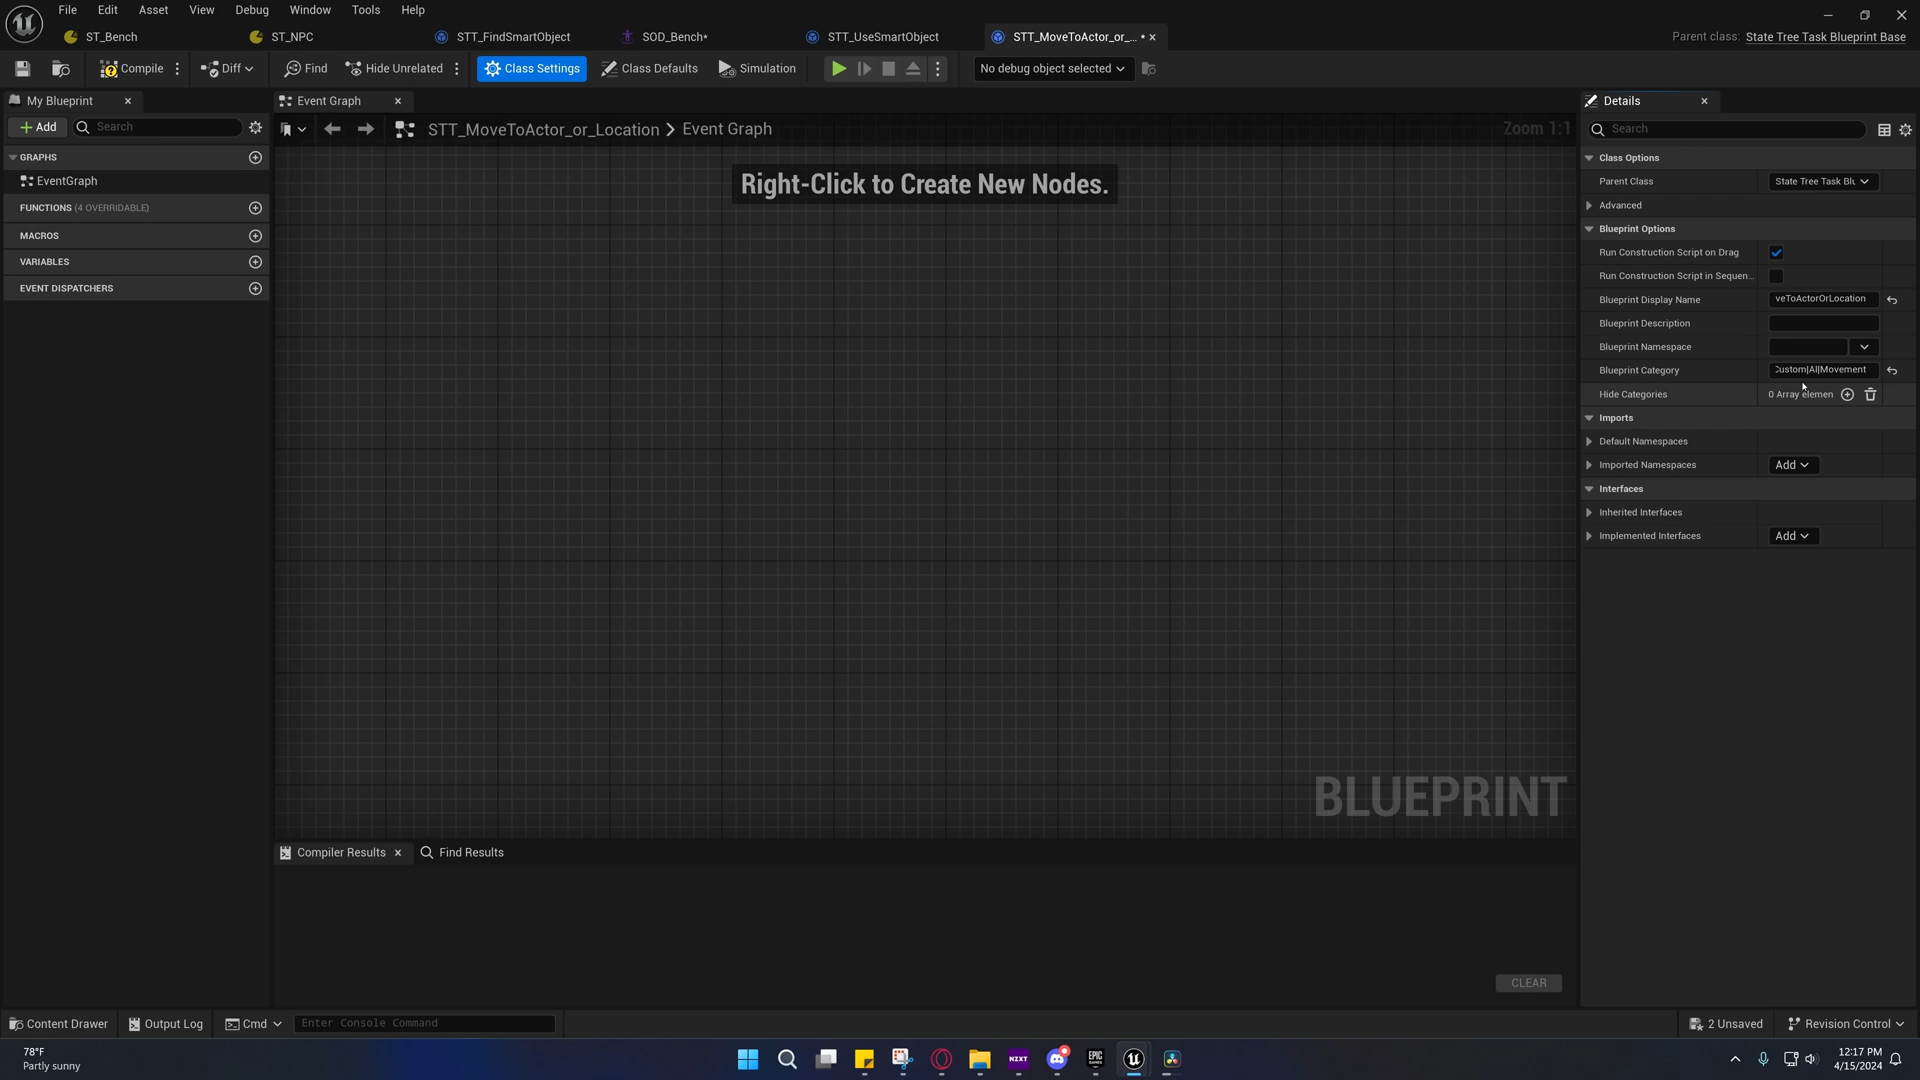 File Edit Asset View Debug Window Tools Help
ST_Bench ST_NPC STT_FindSmartObject SOD_Bench* STT_UseSmartObject STT_MoveToActor_or_... * Parent class: State Tree Task Blueprint Base
Compile Diff Find Hide Unrelated Class Settings Class Defaults Simulation No debug object selected
My Blueprint Event Graph Details
Add Search STT_MoveToActor_or_Location > Event Graph Zoom 1:1 Search
GRAPHS
EventGraph
FUNCTIONS (4 OVERRIDABLE)
MACROS
VARIABLES
EVENT DISPATCHERS
Right-Click to Create New Nodes.
BLUEPRINT
Class Options
Parent Class State Tree Task Blu
Advanced
Blueprint Options
Run Construction Script on Drag
Run Construction Script in Sequen...
Blueprint Display Name veToActorOrLocation
Blueprint Description
Blueprint Namespace
Blueprint Category Custom|AI|Movement
Hide Categories 0 Array elemen
Imports
Default Namespaces
Imported Namespaces Add
Interfaces
Inherited Interfaces
Implemented Interfaces Add
Compiler Results Find Results
CLEAR
Content Drawer Output Log Cmd Enter Console Command 2 Unsaved Revision Control
78°F
Partly sunny
NZXT
EPIC
GAMES
12:17 PM
4/15/2024